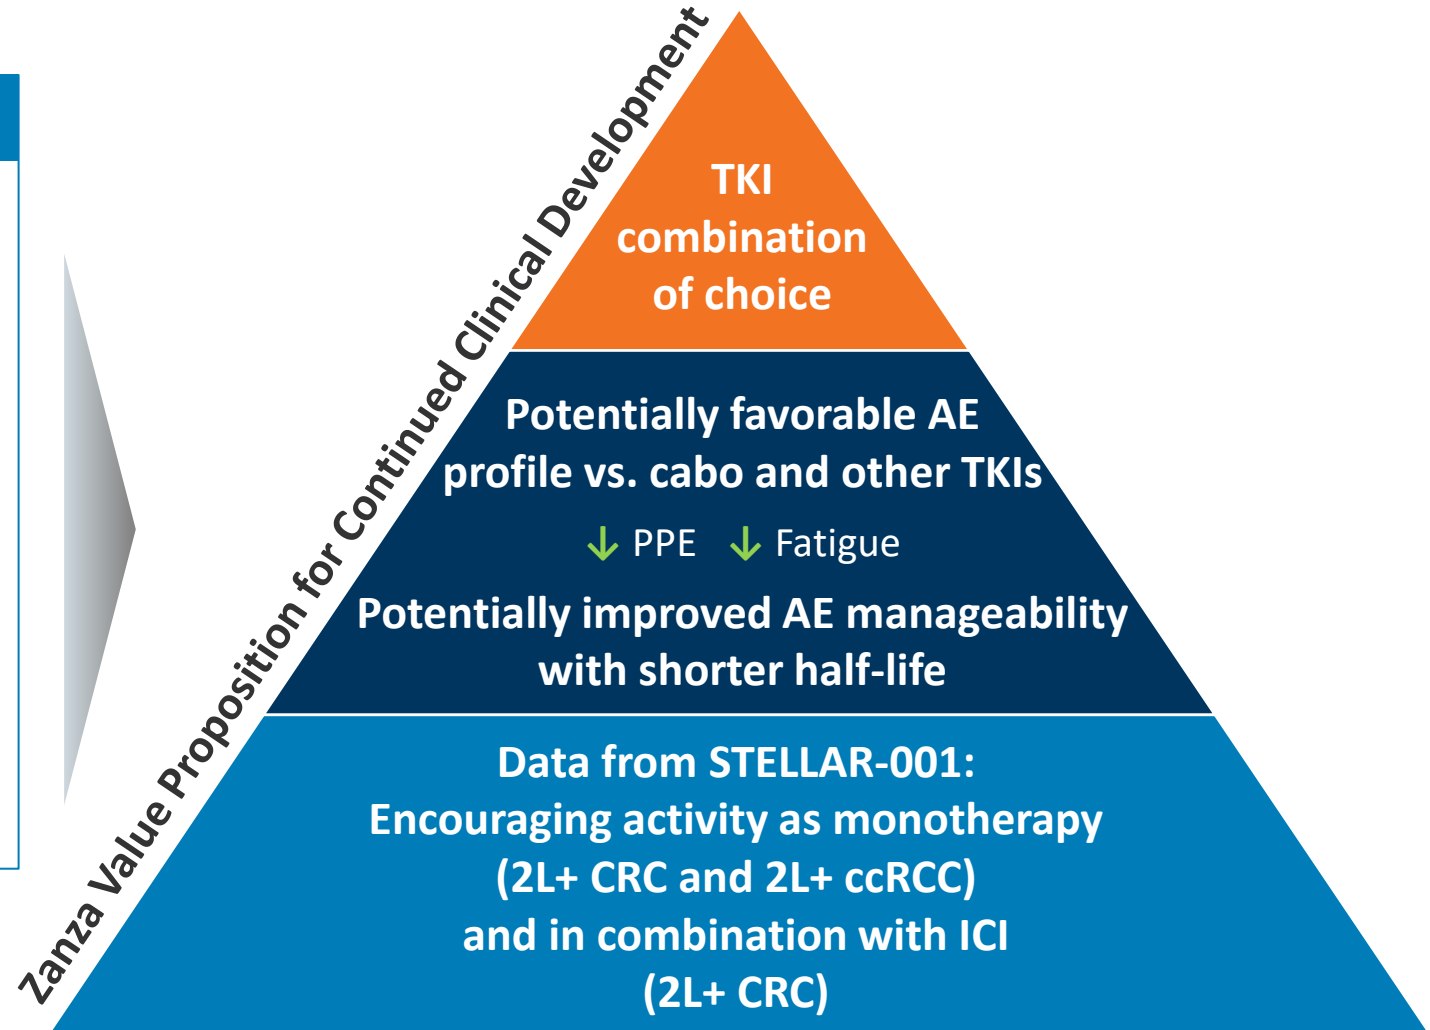 Zanza Value Proposition for Continued Clinical Development
TKI
combination
of choice
Potentially favorable AE
profile vs. cabo and other TKIs
↓ PPE ↓ Fatigue
Potentially improved AE manageability
with shorter half-life
Data from STELLAR-001:
Encouraging activity as monotherapy
(2L+ CRC and 2L+ ccRCC)
and in combination with ICI
(2L+ CRC)